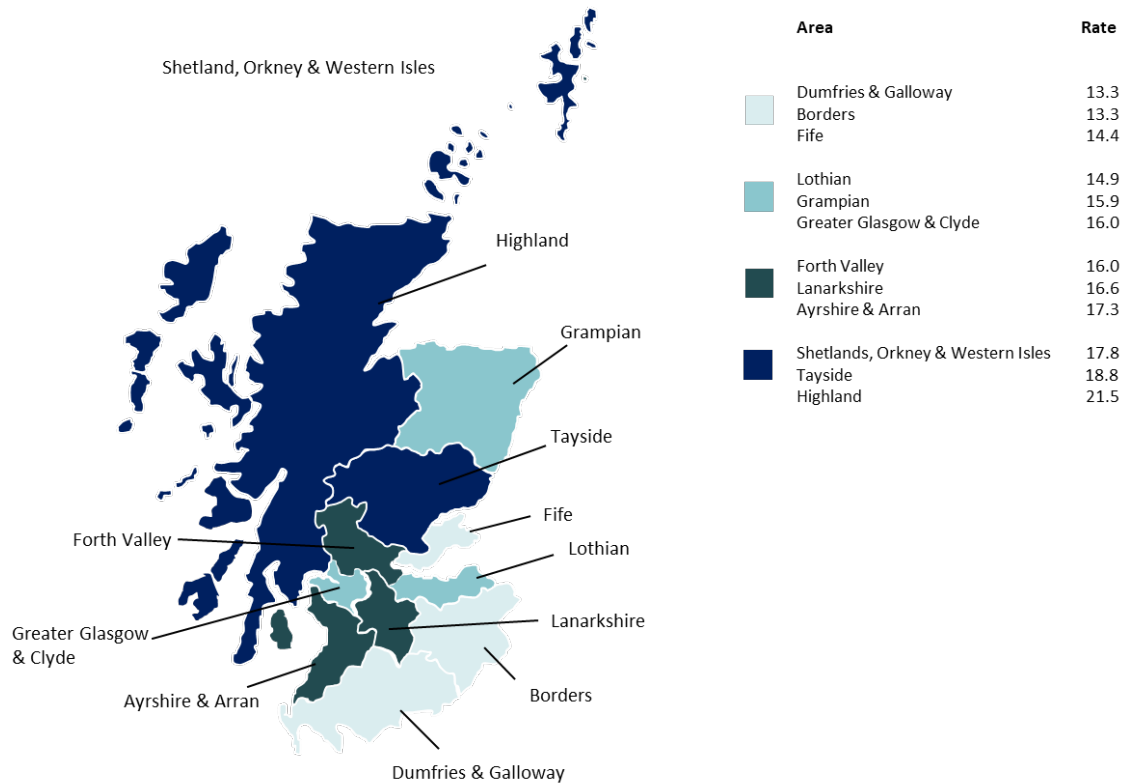 Shetland, Orkney & Western Isles
Highland
Grampian
Tayside
Fife
Forth Valley
Lothian
Greater Glasgow
& Clyde
Lanarkshire
Ayrshire & Arran
Borders
Dumfries & Galloway
Area Rate
Dumfries & Galloway 13.3
Borders 13.3
Fife 14.4
Lothian 14.9
Grampian 15.9
Greater Glasgow & Clyde 16.0
Forth Valley 16.0
Lanarkshire 16.6
Ayrshire & Arran 17.3
Shetlands, Orkney & Western Isles 17.8
Tayside 18.8
Highland 21.5